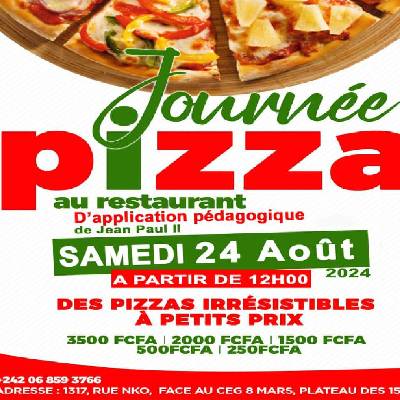 Journée
pizza
au restaurant
D'application pédagogique
de Jean Paul II
SAMEDI 24 Août
2024
A PARTIR DE 12H00
DES PIZZAS IRRÉSISTIBLES
À PETITS PRIX
3500 FCFA | 2000 FCFA | 1500 FCFA
500FCFA | 250FCFA
+242 06 859 3766
ADRESSE : 1317, RUE NKO, FACE AU CEG 8 MARS, PLATEAU DES 15